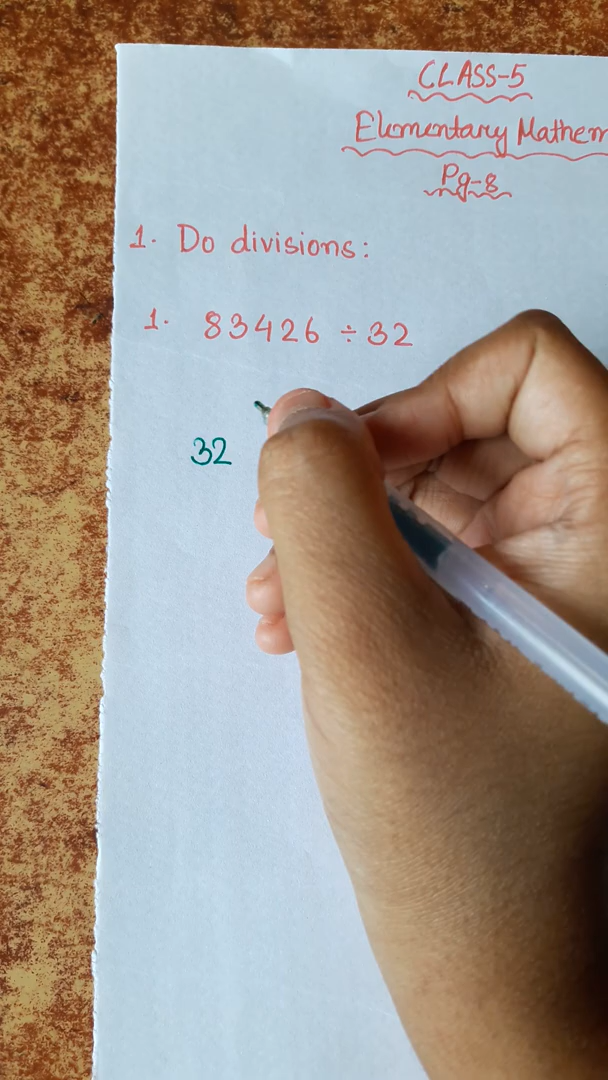 CLASS-5
Elementary Mathem
Pg-8
1. Do divisions:
1. 83426 ÷ 32
32